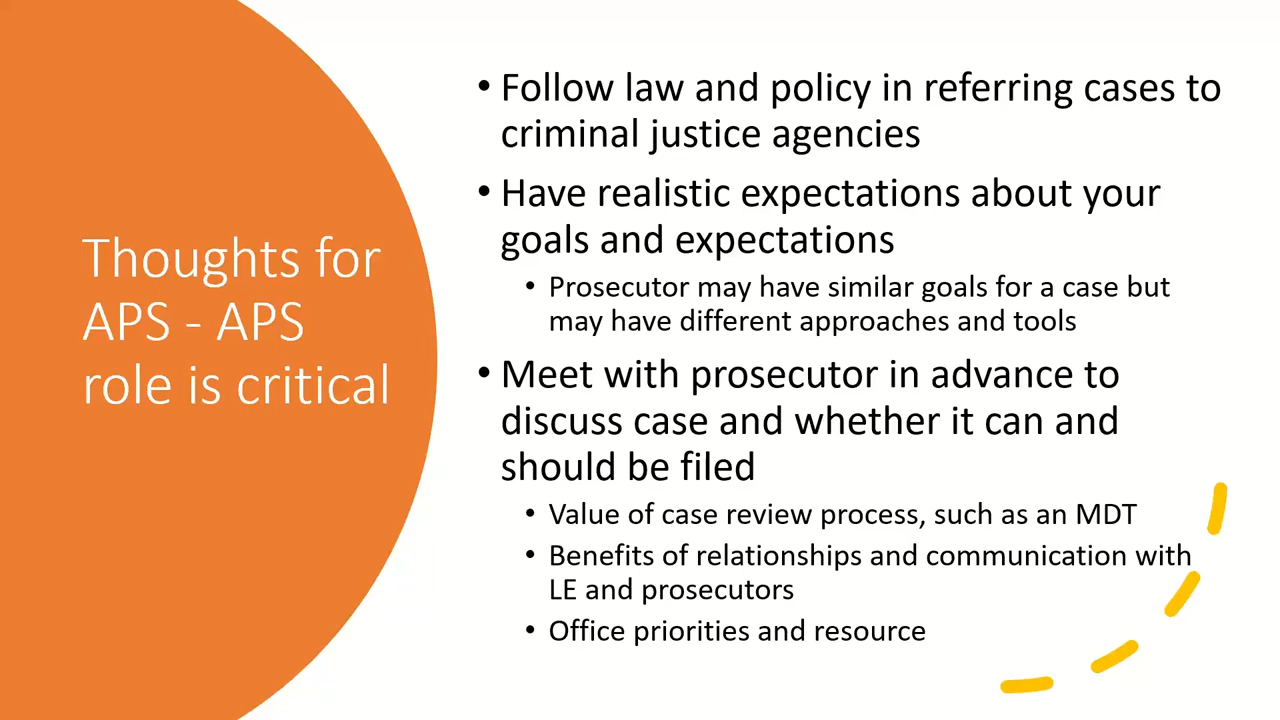 Thoughts for
APS - APS
role is critical
• Follow law and policy in referring cases to
criminal justice agencies
• Have realistic expectations about your
goals and expectations
• Prosecutor may have similar goals for a case but
may have different approaches and tools
• Meet with prosecutor in advance to
discuss case and whether it can and
should be filed
• Value of case review process, such as an MDT
• Benefits of relationships and communication with
LE and prosecutors
• Office priorities and resource